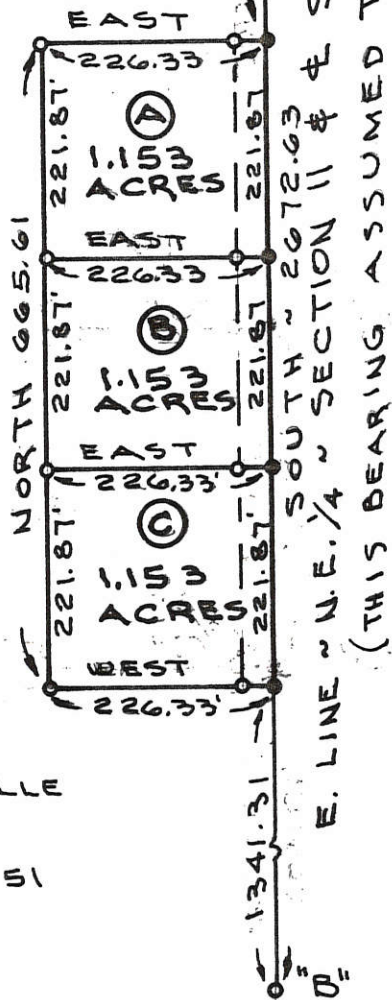 EAST
226.33
A
221.87'
1.153
ACRES
221.87
EAST
226.33
B
221.87'
1.153
ACRES
221.87
EAST
226.33'
C
221.87'
1.153
ACRES
221.87'
WEST
226.33'
NORTH 665.61
SOUTH ~ 2672.63
E. LINE ~ N.E. 1/4 ~ SECTION 11 & ℄ S
(THIS BEARING ASSUMED T
1341.31
"B"
LLE
51